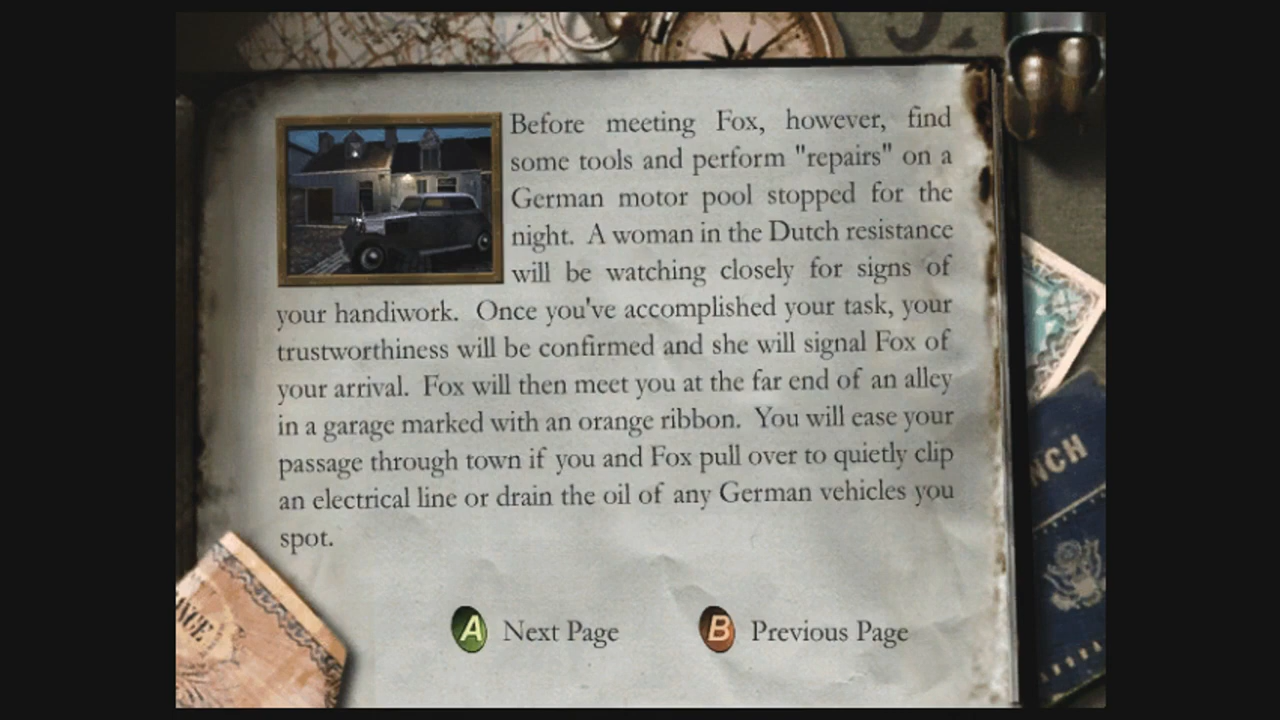 Before meeting Fox, however, find
some tools and perform "repairs" on a
German motor pool stopped for the
night. A woman in the Dutch resistance
will be watching closely for signs of
your handiwork. Once you've accomplished your task, your
trustworthiness will be confirmed and she will signal Fox of
your arrival. Fox will then meet you at the far end of an alley
in a garage marked with an orange ribbon. You will ease your
passage through town if you and Fox pull over to quietly clip
an electrical line or drain the oil of any German vehicles you
spot.
NCH
A Next Page
B Previous Page